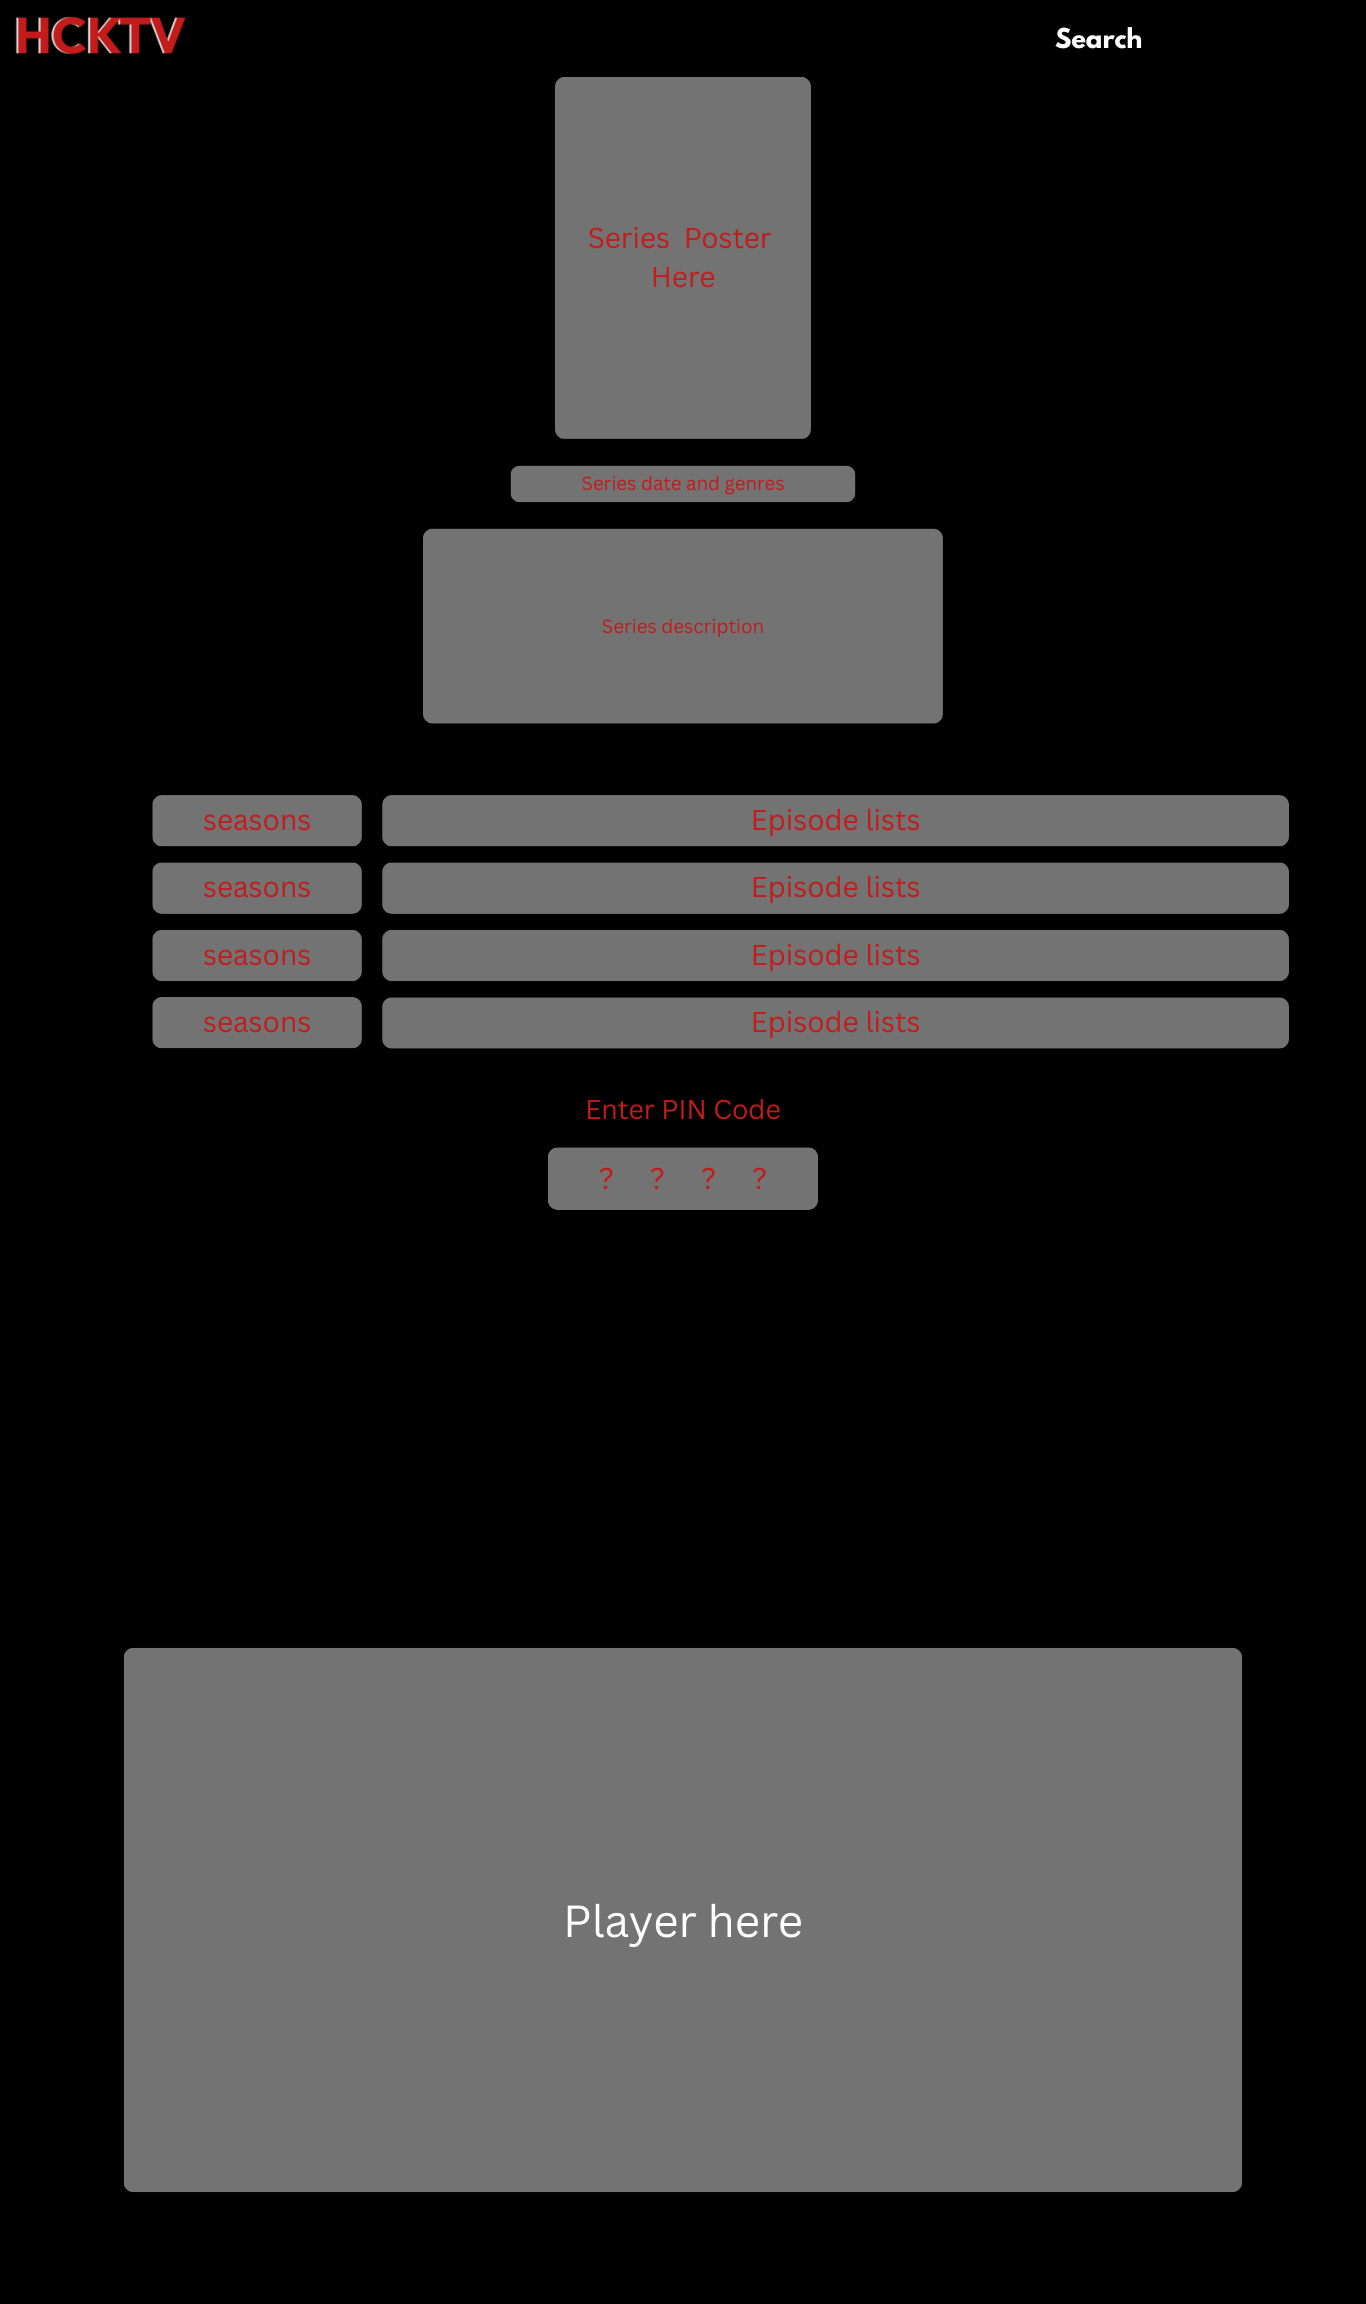 HCKTV
Search
Series Poster
Here
Series date and genres
Series description
seasons
Episode lists
seasons
Episode lists
seasons
Episode lists
seasons
Episode lists
Enter PIN Code
? ? ? ?
Player here